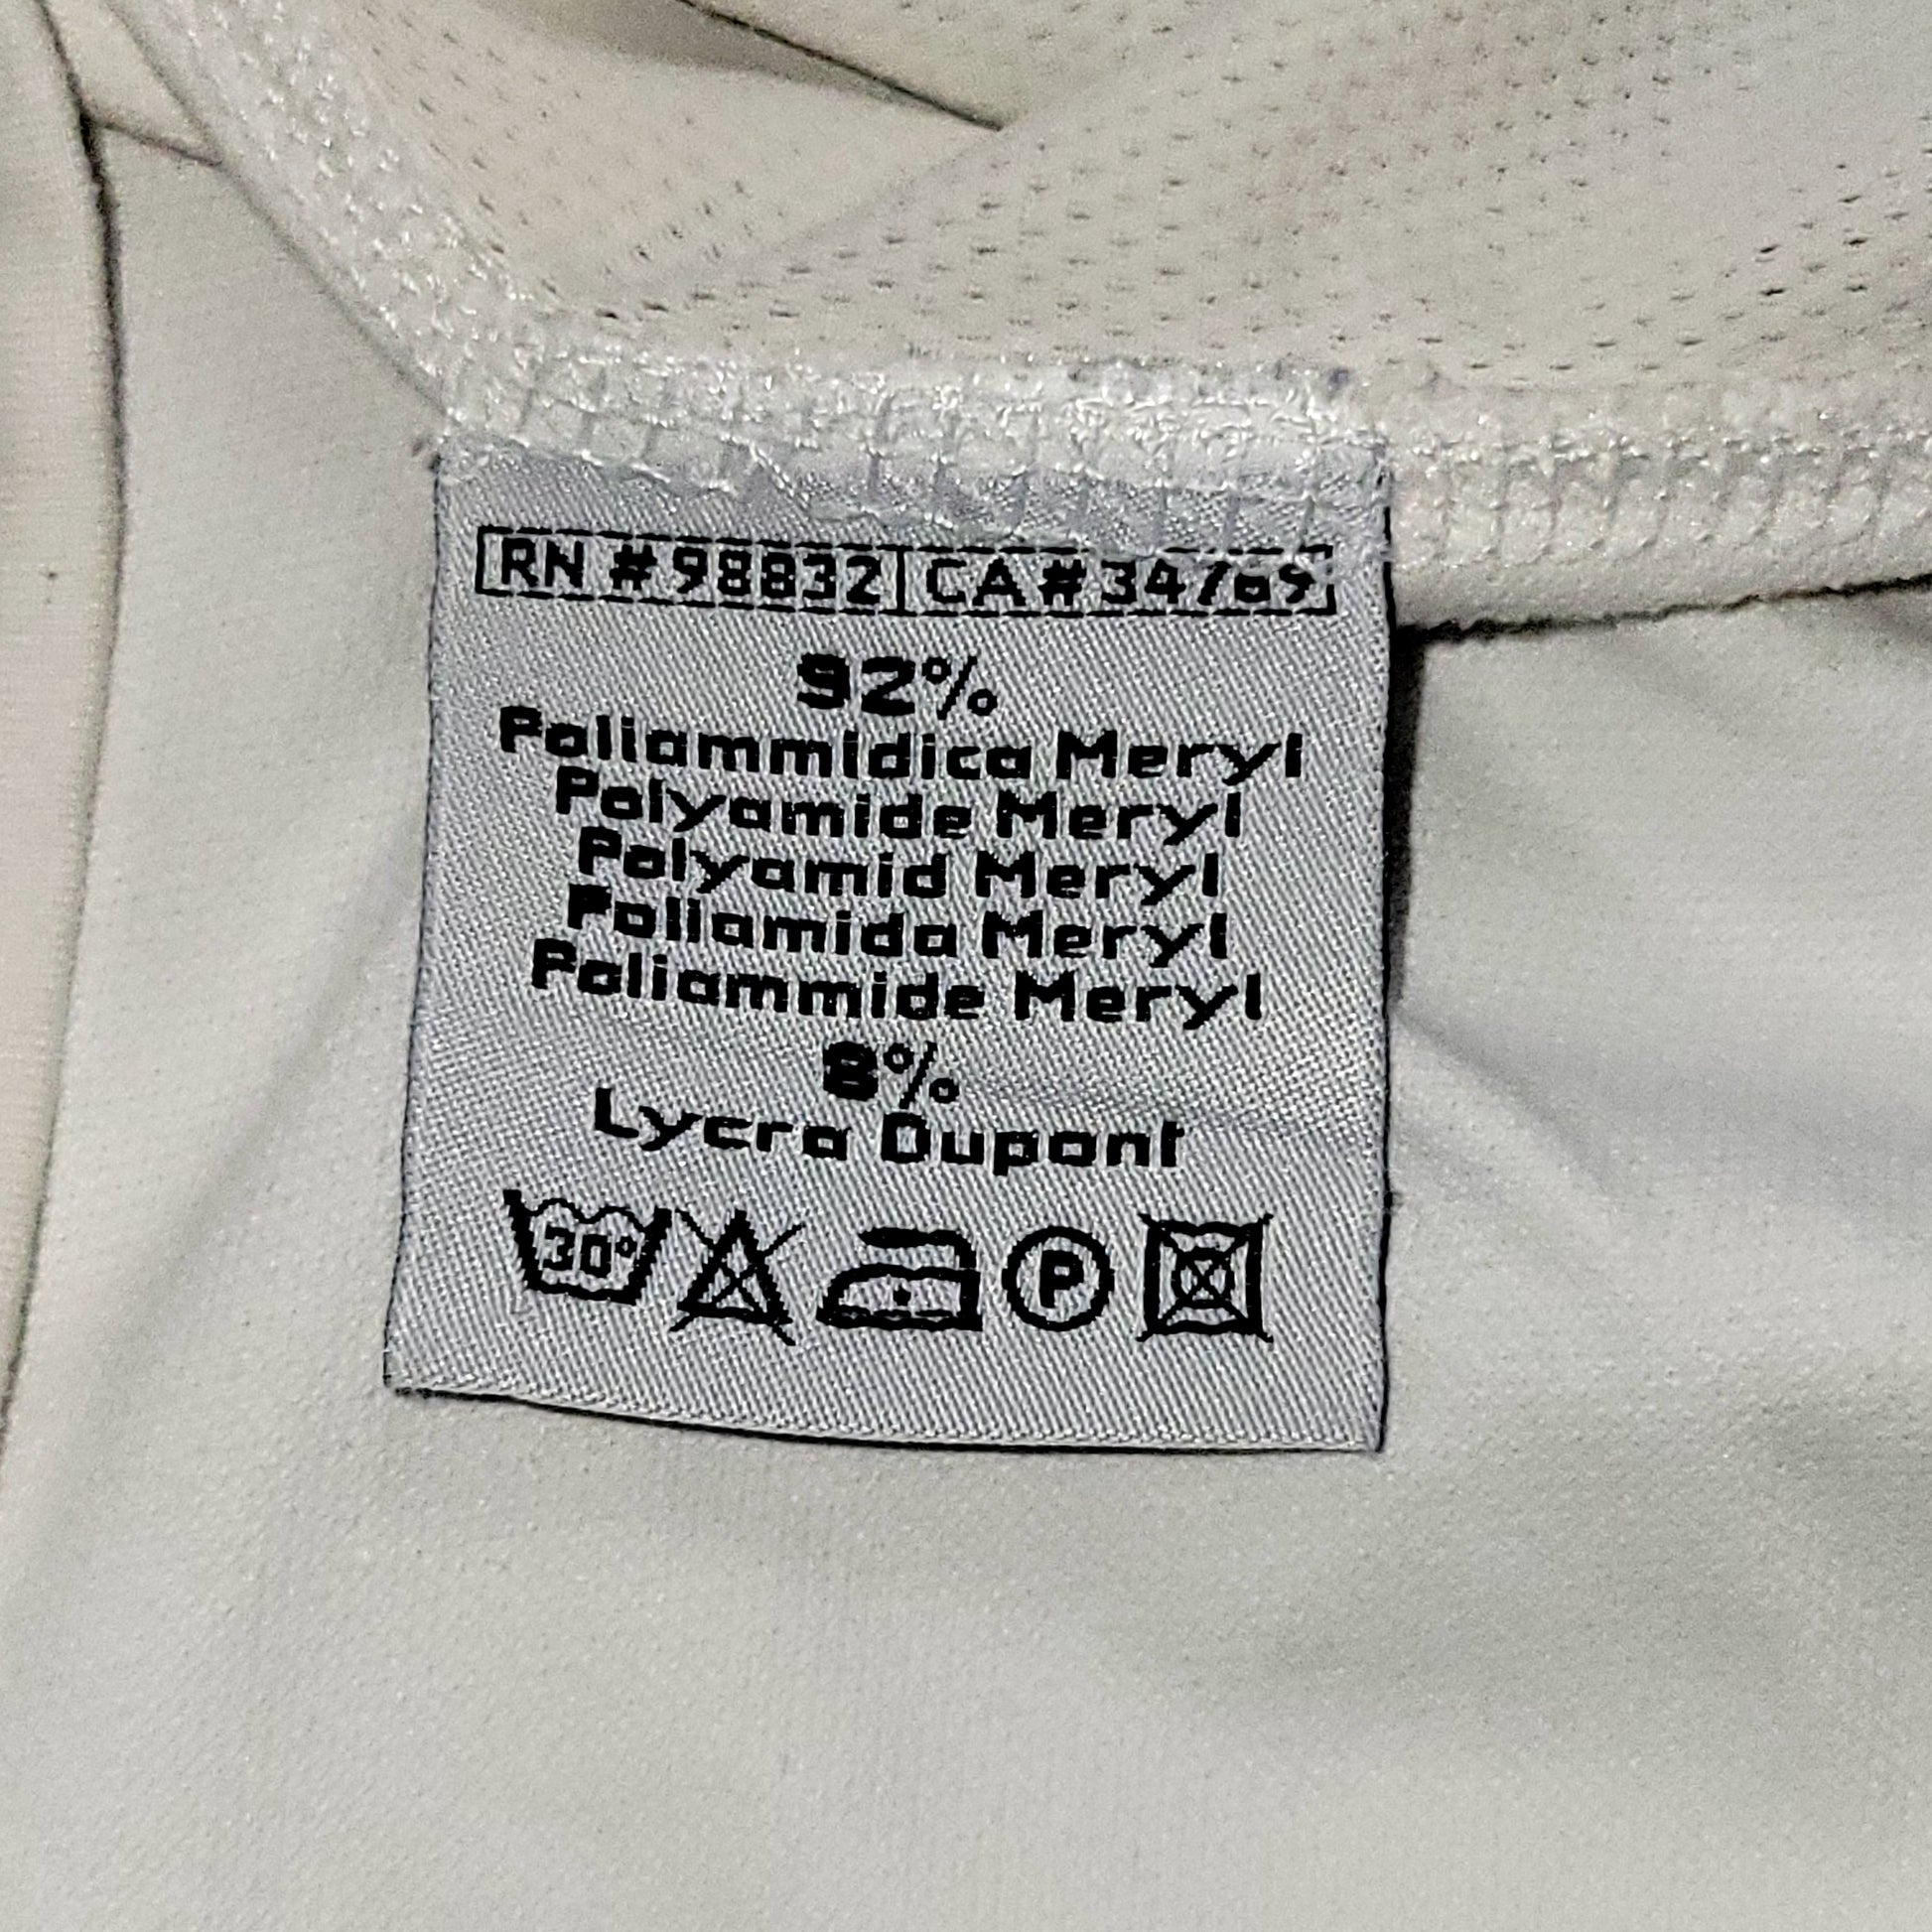 RN #98832 CA#34769
92%
Poliammidica Meryl
Polyamide Meryl
Polyamid Meryl
Poliamida Meryl
Poliammide Meryl
8%
Lycra Dupont
30° P